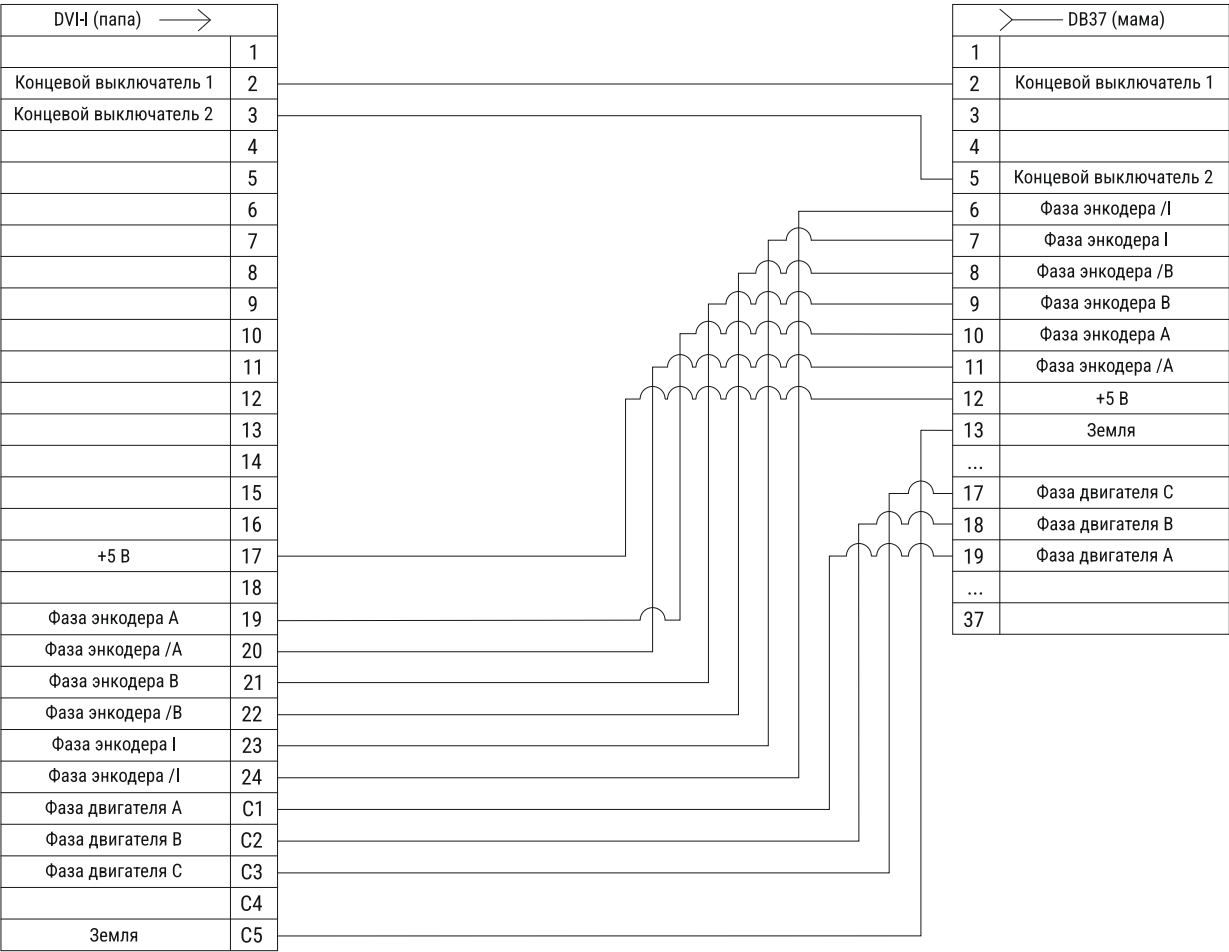 DVI-I (папа)
1
Концевой выключатель 1 2
Концевой выключатель 2 3
4
5
6
7
8
9
10
11
12
13
14
15
16
+5 В 17
18
Фаза энкодера A 19
Фаза энкодера /A 20
Фаза энкодера B 21
Фаза энкодера /B 22
Фаза энкодера I 23
Фаза энкодера /I 24
Фаза двигателя A C1
Фаза двигателя B C2
Фаза двигателя C C3
C4
Земля C5
DB37 (мама)
1
2 Концевой выключатель 1
3
4
5 Концевой выключатель 2
6 Фаза энкодера /I
7 Фаза энкодера I
8 Фаза энкодера /B
9 Фаза энкодера B
10 Фаза энкодера A
11 Фаза энкодера /A
12 +5 В
13 Земля
...
17 Фаза двигателя C
18 Фаза двигателя B
19 Фаза двигателя A
...
37